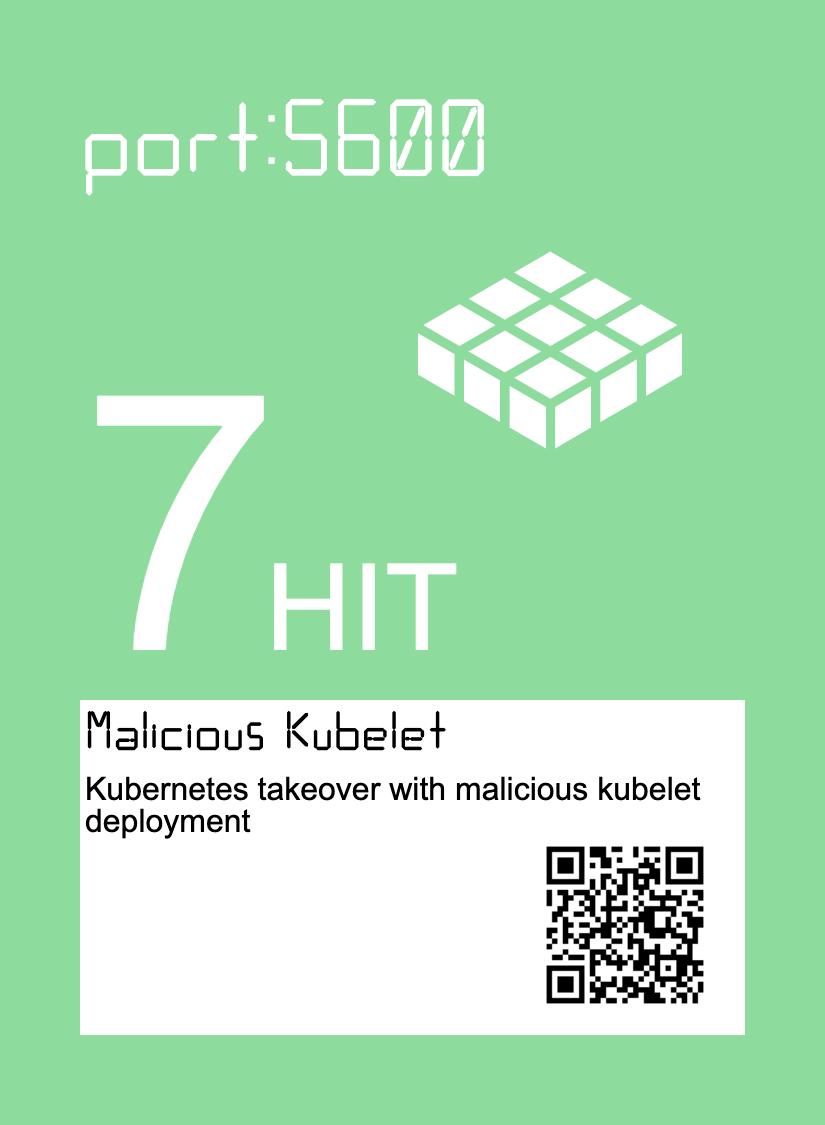 port:5600
7 HIT
Malicious Kubelet
Kubernetes takeover with malicious kubelet
deployment